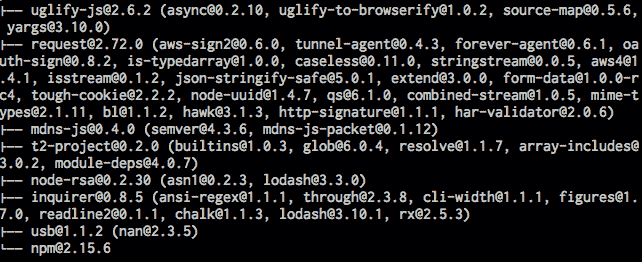 ├── uglify-js@2.6.2 (async@0.2.10, uglify-to-browserify@1.0.2, source-map@0.5.6,
 yargs@3.10.0)
├── request@2.72.0 (aws-sign2@0.6.0, tunnel-agent@0.4.3, forever-agent@0.6.1, oa
uth-sign@0.8.2, is-typedarray@1.0.0, caseless@0.11.0, stringstream@0.0.5, aws4@1
.4.1, isstream@0.1.2, json-stringify-safe@5.0.1, extend@3.0.0, form-data@1.0.0-r
c4, tough-cookie@2.2.2, node-uuid@1.4.7, qs@6.1.0, combined-stream@1.0.5, mime-t
ypes@2.1.11, bl@1.1.2, hawk@3.1.3, http-signature@1.1.1, har-validator@2.0.6)
├── mdns-js@0.4.0 (semver@4.3.6, mdns-js-packet@0.1.12)
├── t2-project@0.2.0 (builtins@1.0.3, glob@6.0.4, resolve@1.1.7, array-includes@
3.0.2, module-deps@4.0.7)
├── node-rsa@0.2.30 (asn1@0.2.3, lodash@3.3.0)
├── inquirer@0.8.5 (ansi-regex@1.1.1, through@2.3.8, cli-width@1.1.1, figures@1.
7.0, readline2@0.1.1, chalk@1.1.3, lodash@3.10.1, rx@2.5.3)
├── usb@1.1.2 (nan@2.3.5)
└── npm@2.15.6